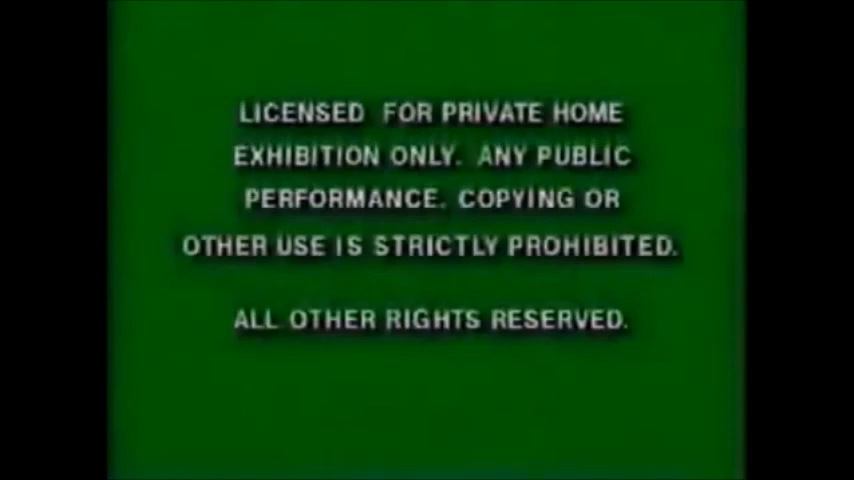 LICENSED FOR PRIVATE HOME
EXHIBITION ONLY. ANY PUBLIC
PERFORMANCE. COPYING OR
OTHER USE IS STRICTLY PROHIBITED.
ALL OTHER RIGHTS RESERVED.